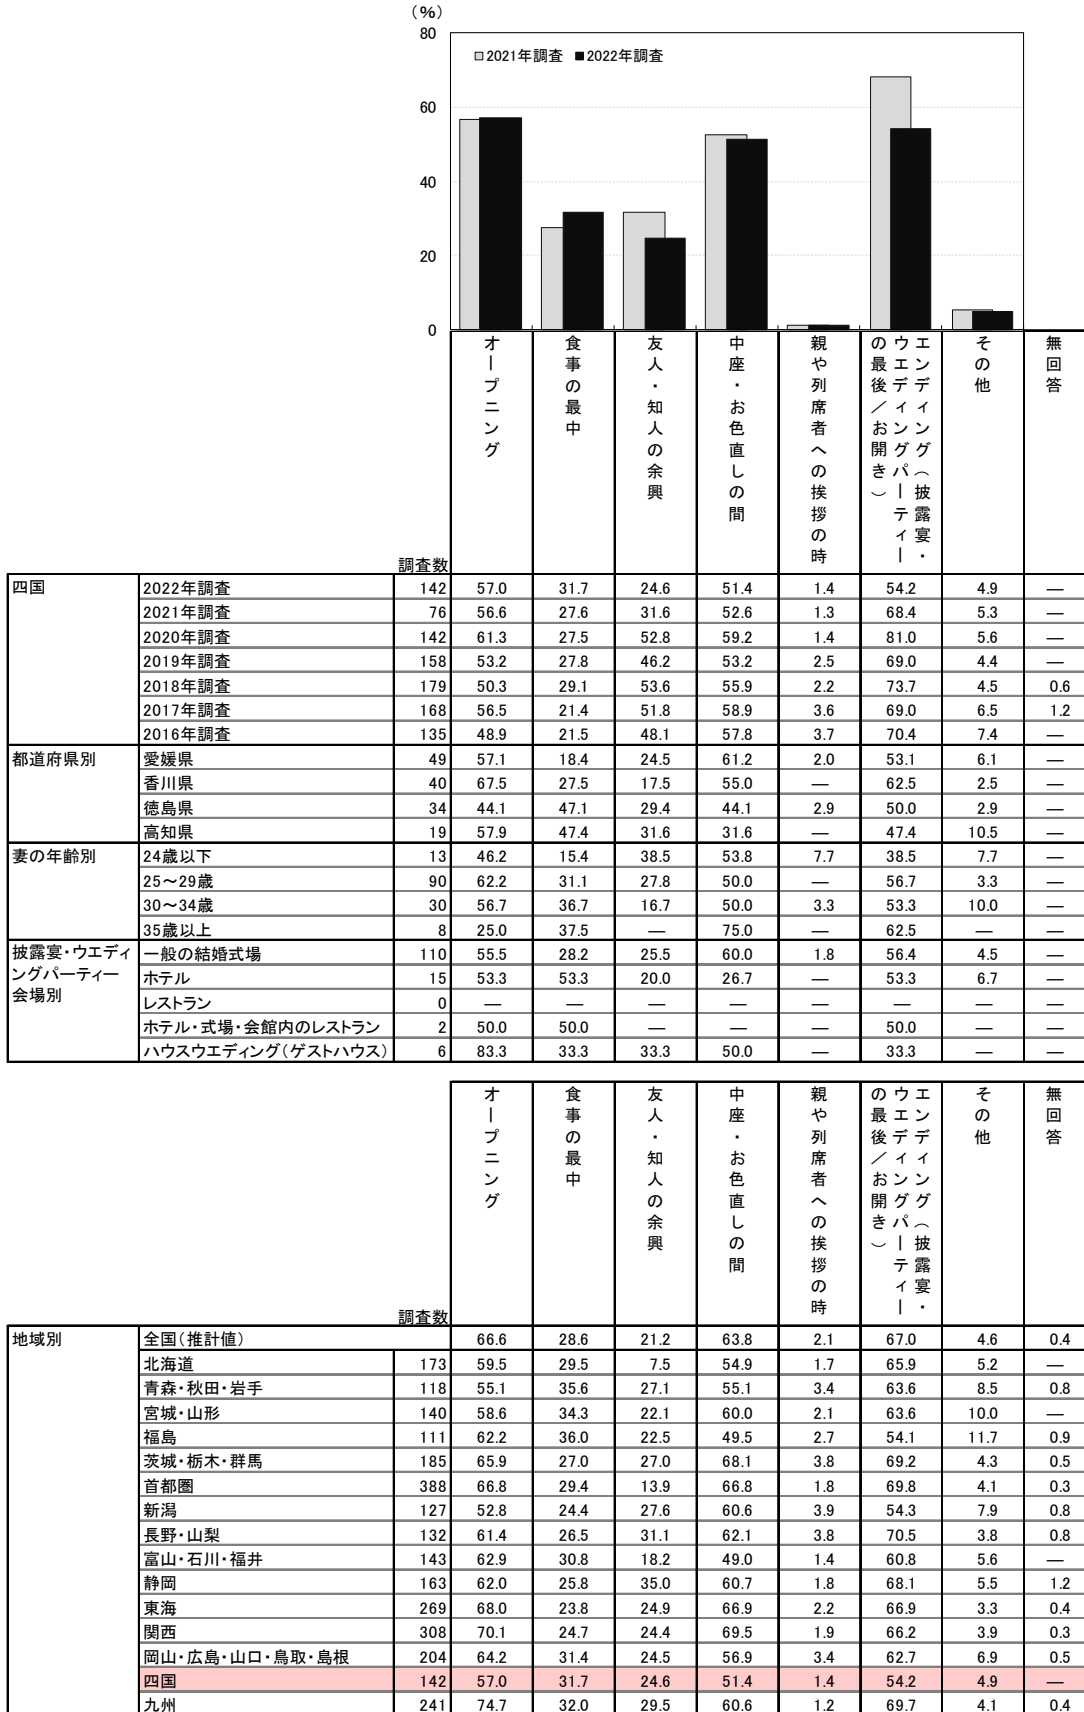 (％)
80
60
40
20
0
□2021年調査 ■2022年調査
調査数 オープニング 食事の最中 友人・知人の余興 中座・お色直しの間 親や列席者への挨拶の時 エンディング（披露宴・ウエディングパーティーの最後／お開き） その他 無回答
四国 2022年調査 142 57.0 31.7 24.6 51.4 1.4 54.2 4.9 ―
2021年調査 76 56.6 27.6 31.6 52.6 1.3 68.4 5.3 ―
2020年調査 142 61.3 27.5 52.8 59.2 1.4 81.0 5.6 ―
2019年調査 158 53.2 27.8 46.2 53.2 2.5 69.0 4.4 ―
2018年調査 179 50.3 29.1 53.6 55.9 2.2 73.7 4.5 0.6
2017年調査 168 56.5 21.4 51.8 58.9 3.6 69.0 6.5 1.2
2016年調査 135 48.9 21.5 48.1 57.8 3.7 70.4 7.4 ―
都道府県別 愛媛県 49 57.1 18.4 24.5 61.2 2.0 53.1 6.1 ―
香川県 40 67.5 27.5 17.5 55.0 ― 62.5 2.5 ―
徳島県 34 44.1 47.1 29.4 44.1 2.9 50.0 2.9 ―
高知県 19 57.9 47.4 31.6 31.6 ― 47.4 10.5 ―
妻の年齢別 24歳以下 13 46.2 15.4 38.5 53.8 7.7 38.5 7.7 ―
25～29歳 90 62.2 31.1 27.8 50.0 ― 56.7 3.3 ―
30～34歳 30 56.7 36.7 16.7 50.0 3.3 53.3 10.0 ―
35歳以上 8 25.0 37.5 ― 75.0 ― 62.5 ― ―
披露宴・ウエディングパーティー会場別 一般の結婚式場 110 55.5 28.2 25.5 60.0 1.8 56.4 4.5 ―
ホテル 15 53.3 53.3 20.0 26.7 ― 53.3 6.7 ―
レストラン 0 ― ― ― ― ― ― ― ―
ホテル・式場・会館内のレストラン 2 50.0 50.0 ― ― ― 50.0 ― ―
ハウスウエディング（ゲストハウス） 6 83.3 33.3 33.3 50.0 ― 33.3 ― ―
調査数 オープニング 食事の最中 友人・知人の余興 中座・お色直しの間 親や列席者への挨拶の時 エンディング（披露宴・ウエディングパーティーの最後／お開き） その他 無回答
地域別 全国（推計値） 66.6 28.6 21.2 63.8 2.1 67.0 4.6 0.4
北海道 173 59.5 29.5 7.5 54.9 1.7 65.9 5.2 ―
青森・秋田・岩手 118 55.1 35.6 27.1 55.1 3.4 63.6 8.5 0.8
宮城・山形 140 58.6 34.3 22.1 60.0 2.1 63.6 10.0 ―
福島 111 62.2 36.0 22.5 49.5 2.7 54.1 11.7 0.9
茨城・栃木・群馬 185 65.9 27.0 27.0 68.1 3.8 69.2 4.3 0.5
首都圏 388 66.8 29.4 13.9 66.8 1.8 69.8 4.1 0.3
新潟 127 52.8 24.4 27.6 60.6 3.9 54.3 7.9 0.8
長野・山梨 132 61.4 26.5 31.1 62.1 3.8 70.5 3.8 0.8
富山・石川・福井 143 62.9 30.8 18.2 49.0 1.4 60.8 5.6 ―
静岡 163 62.0 25.8 35.0 60.7 1.8 68.1 5.5 1.2
東海 269 68.0 23.8 24.9 66.9 2.2 66.9 3.3 0.4
関西 308 70.1 24.7 24.4 69.5 1.9 66.2 3.9 0.3
岡山・広島・山口・鳥取・島根 204 64.2 31.4 24.5 56.9 3.4 62.7 6.9 0.5
四国 142 57.0 31.7 24.6 51.4 1.4 54.2 4.9 ―
九州 241 74.7 32.0 29.5 60.6 1.2 69.7 4.1 0.4